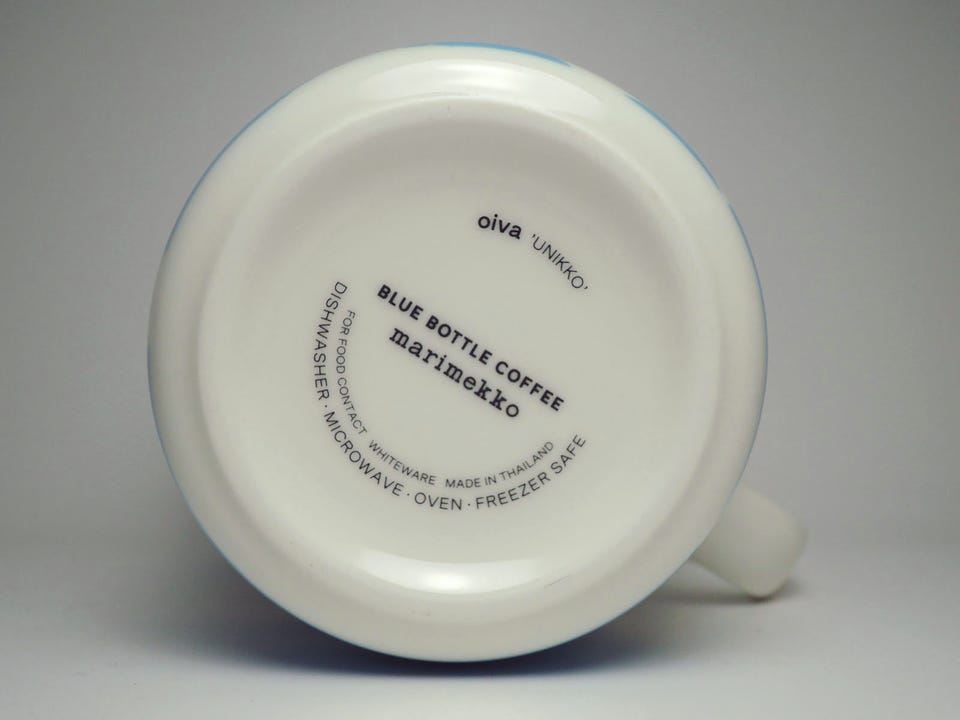 oiva 'UNIKKO'
BLUE BOTTLE COFFEE
marimekko
FOR FOOD CONTACT WHITEWARE MADE IN THAILAND
DISHWASHER · MICROWAVE · OVEN · FREEZER SAFE